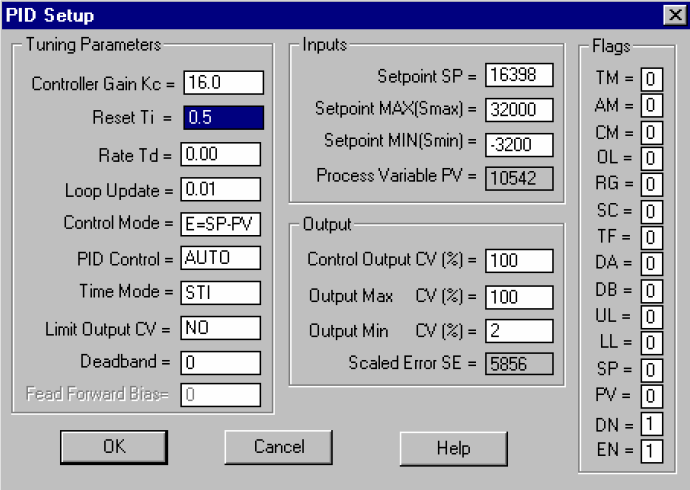 PID Setup
Tuning Parameters
Controller Gain Kc = 16.0
Reset Ti = 0.5
Rate Td = 0.00
Loop Update = 0.01
Control Mode = E=SP-PV
PID Control = AUTO
Time Mode = STI
Limit Output CV = NO
Deadband = 0
Fead Forward Bias= 0
Inputs
Setpoint SP = 16398
Setpoint MAX(Smax) = 32000
Setpoint MIN(Smin) = -3200
Process Variable PV = 10542
Output
Control Output CV (%) = 100
Output Max CV (%) = 100
Output Min CV (%) = 2
Scaled Error SE = 5856
Flags
TM = 0
AM = 0
CM = 0
OL = 0
RG = 0
SC = 0
TF = 0
DA = 0
DB = 0
UL = 0
LL = 0
SP = 0
PV = 0
DN = 1
EN = 1
OK
Cancel
Help